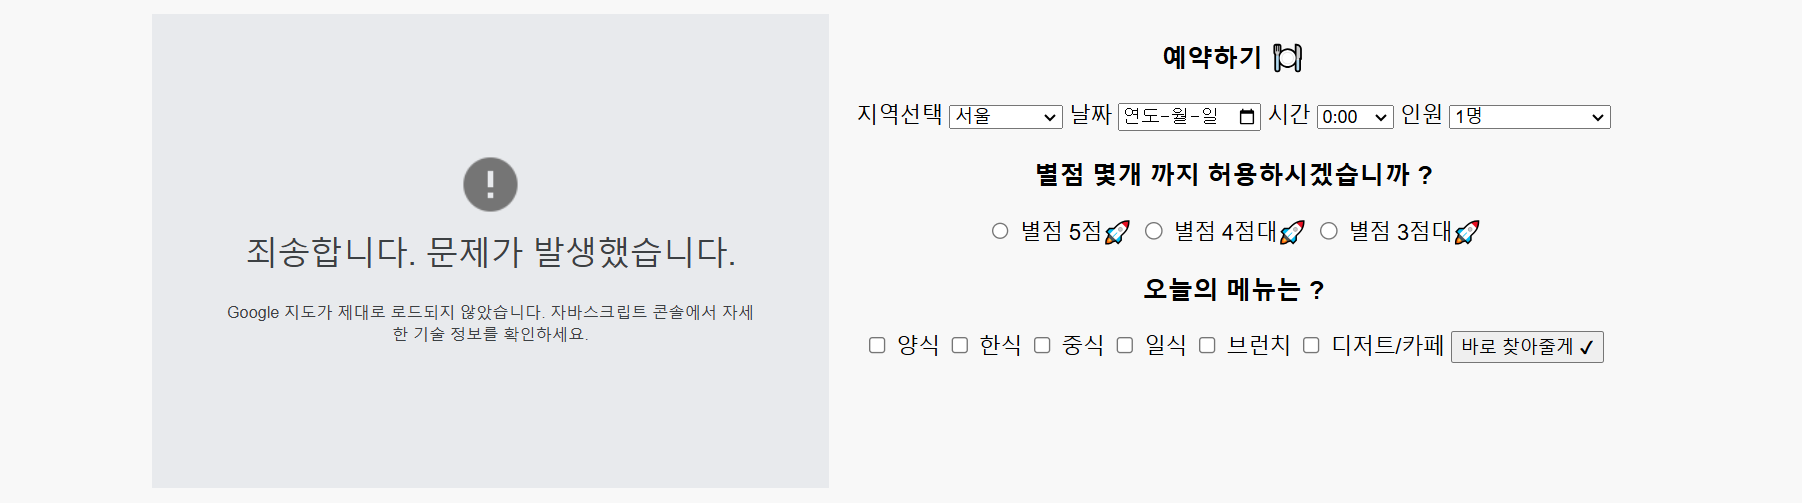 죄송합니다. 문제가 발생했습니다.
Google 지도가 제대로 로드되지 않았습니다. 자바스크립트 콘솔에서 자세
한 기술 정보를 확인하세요.
예약하기 🍽
지역선택 서울 날짜 연도-월-일 시간 0:00 인원 1명
별점 몇개 까지 허용하시겠습니까 ?
별점 5점🚀 별점 4점대🚀 별점 3점대🚀
오늘의 메뉴는 ?
양식 한식 중식 일식 브런치 디저트/카페 바로 찾아줄게 ✔